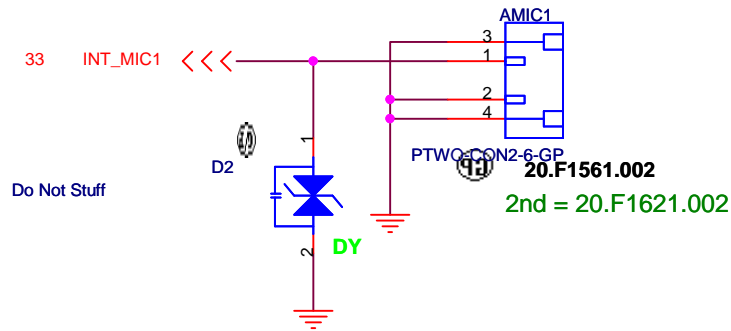 AMIC1
33 INT_MIC1
3
1
2
4
PTWO-CON2-6-GP
GP
20.F1561.002
2nd = 20.F1621.002
1
D2
Do Not Stuff
DY
2